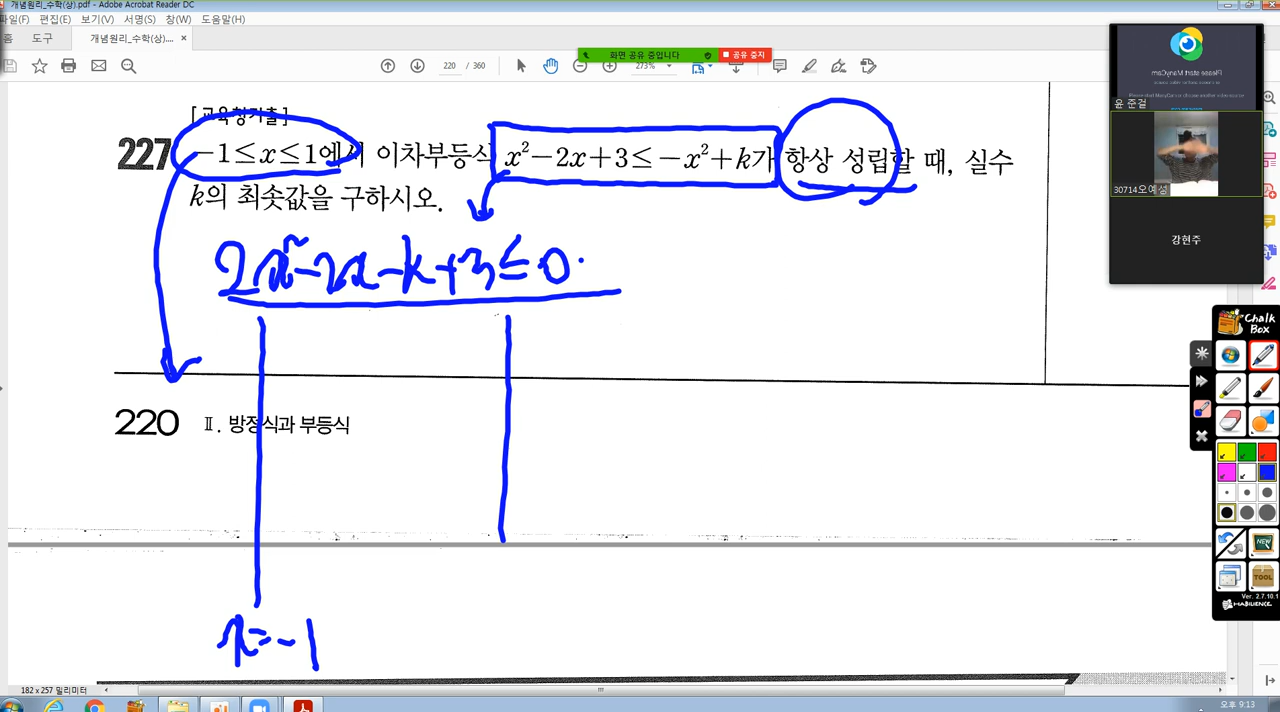 개념원리_수학(상).pdf - Adobe Acrobat Reader DC
파일(F) 편집(E) 보기(V) 서명(S) 창(W) 도움말(H)
홈 도구 개념원리_수학(상).... ×
220 / 360
273%
화면 공유 중입니다
공유 중지
[교육청기출]
227 -1≤x≤1에서 이차부등식 x²-2x+3≤-x²+k가 항상 성립할 때, 실수
k의 최솟값을 구하시오.
2x²-2x-k+3≤0
220 Ⅱ. 방정식과 부등식
x=-1
Please start ManyCam
윤 준걸
30714오예성
강현주
Chalk
Box
NEW
TOOL
Ver. 2.7.10.1
HABILIENCE
182 x 257 밀리미터
오후 9:13